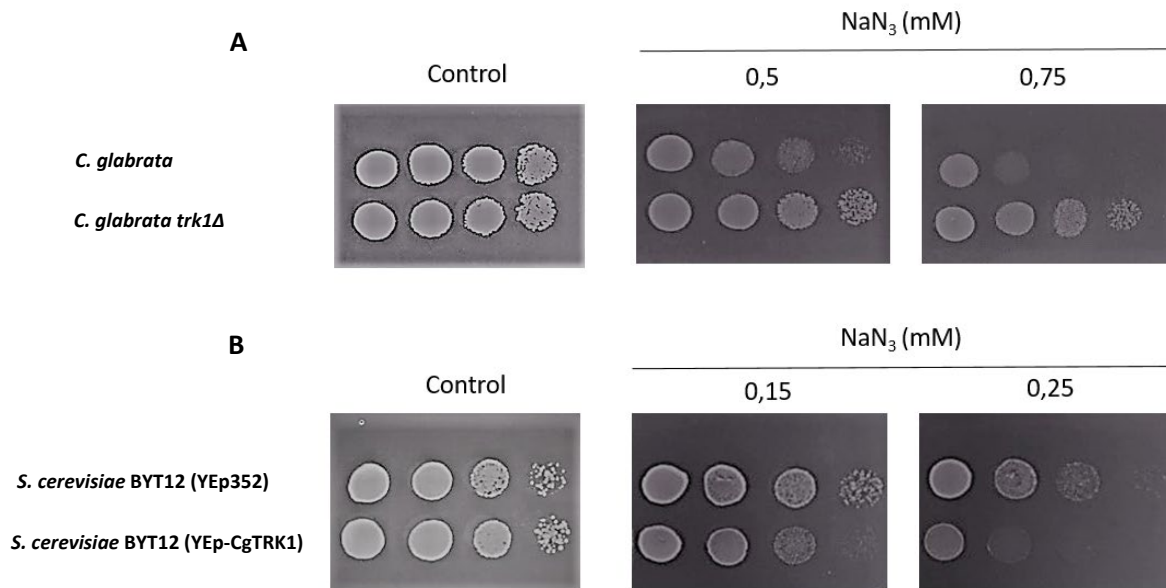 A
NaN3 (mM)
Control
0,5
0,75
C. glabrata
C. glabrata trk1Δ
B
NaN3 (mM)
Control
0,15
0,25
S. cerevisiae BYT12 (YEp352)
S. cerevisiae BYT12 (YEp-CgTRK1)